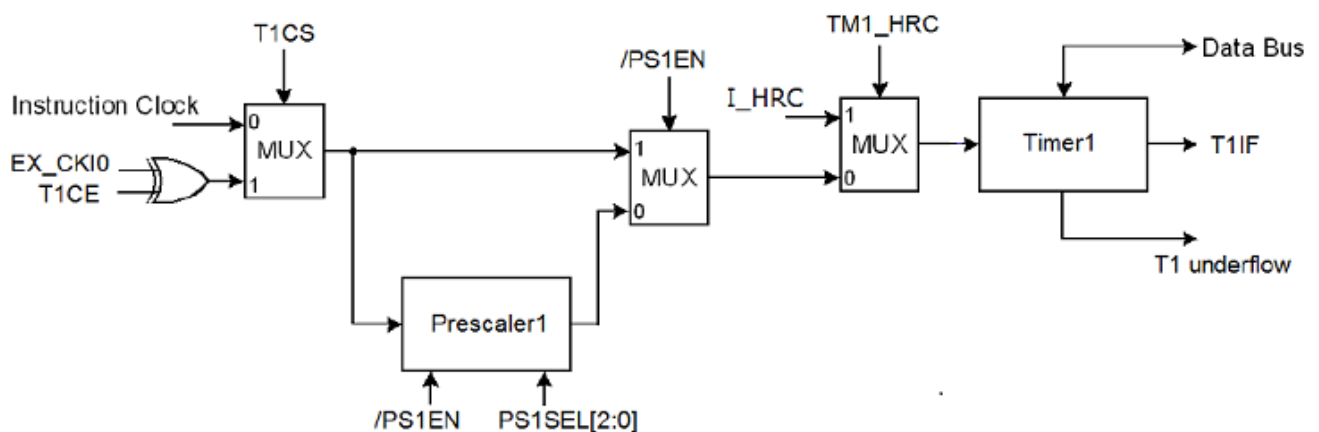 T1CS
TM1_HRC
/PS1EN
Data Bus
Instruction Clock
I_HRC
0
1
MUX
1
MUX
Timer1
T1IF
EX_CKI0
MUX
T1CE
1
0
0
T1 underflow
Prescaler1
/PS1EN
PS1SEL[2:0]